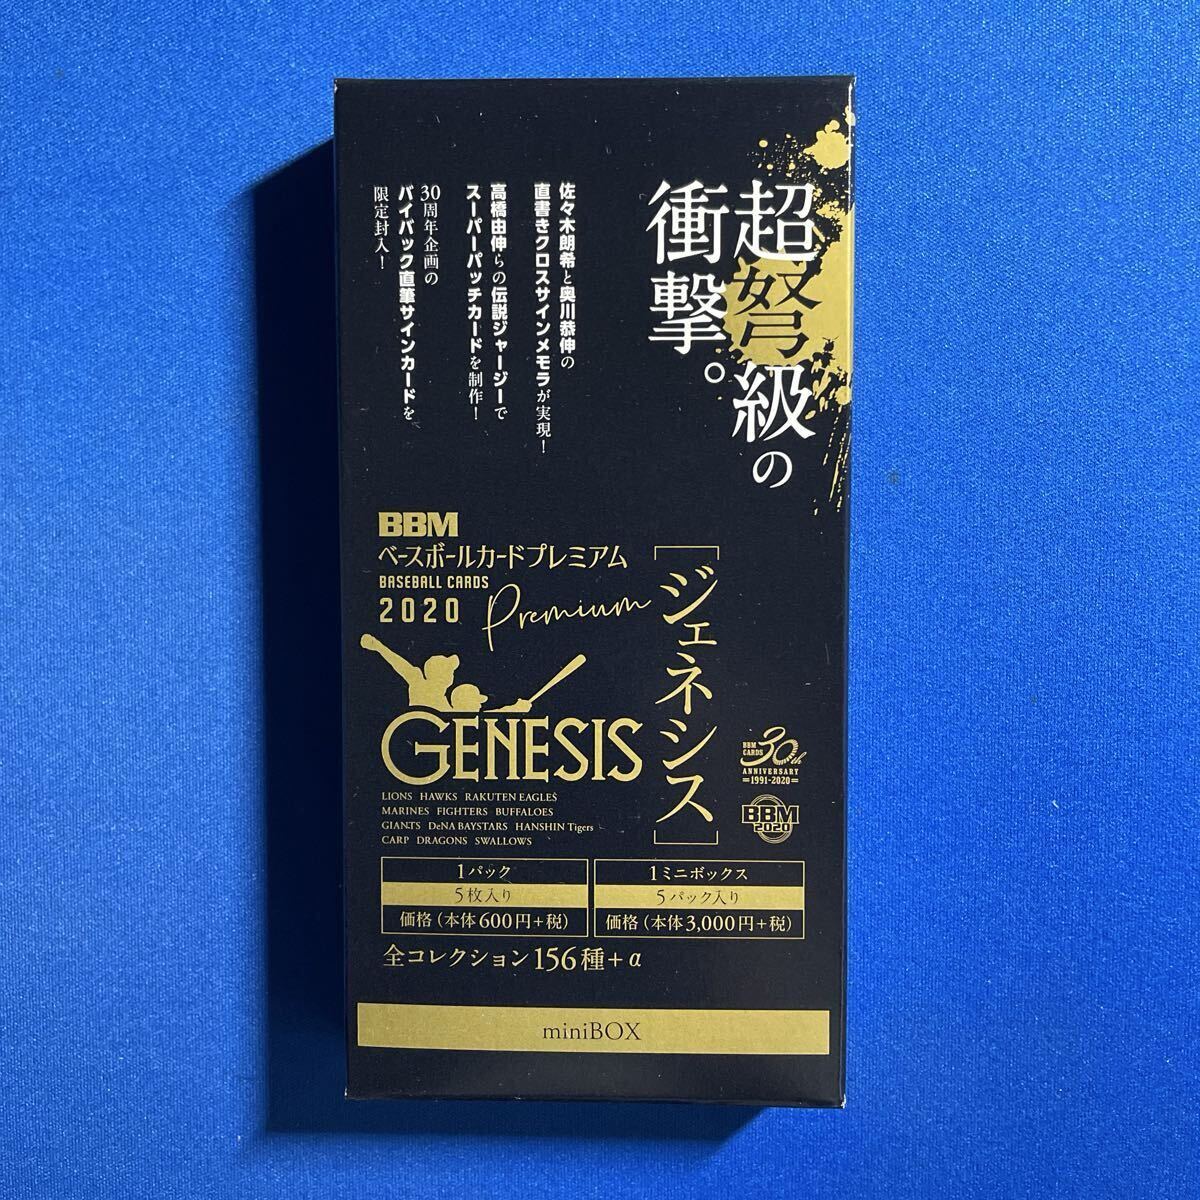 超弩級の
衝撃。
佐々木朗希と奥川恭伸の
直書きクロスサインメモラが実現！
高橋由伸らの伝説ジャージーで
スーパーパッチカードを制作！
30周年企画の
バイバック直筆サインカードを
限定封入！
BBM
ベースボールカードプレミアム
BASEBALL CARDS
2020 Premium
［ジェネシス］
GENESIS
LIONS HAWKS RAKUTEN EAGLES
MARINES FIGHTERS BUFFALOES
GIANTS DeNA BAYSTARS HANSHIN Tigers
CARP DRAGONS SWALLOWS
BBM CARDS 30th
ANNIVERSARY
1991-2020
BBM
2020
1パック
5枚入り
価格（本体600円+税）
1ミニボックス
5パック入り
価格（本体3,000円+税）
全コレクション156種+α
miniBOX